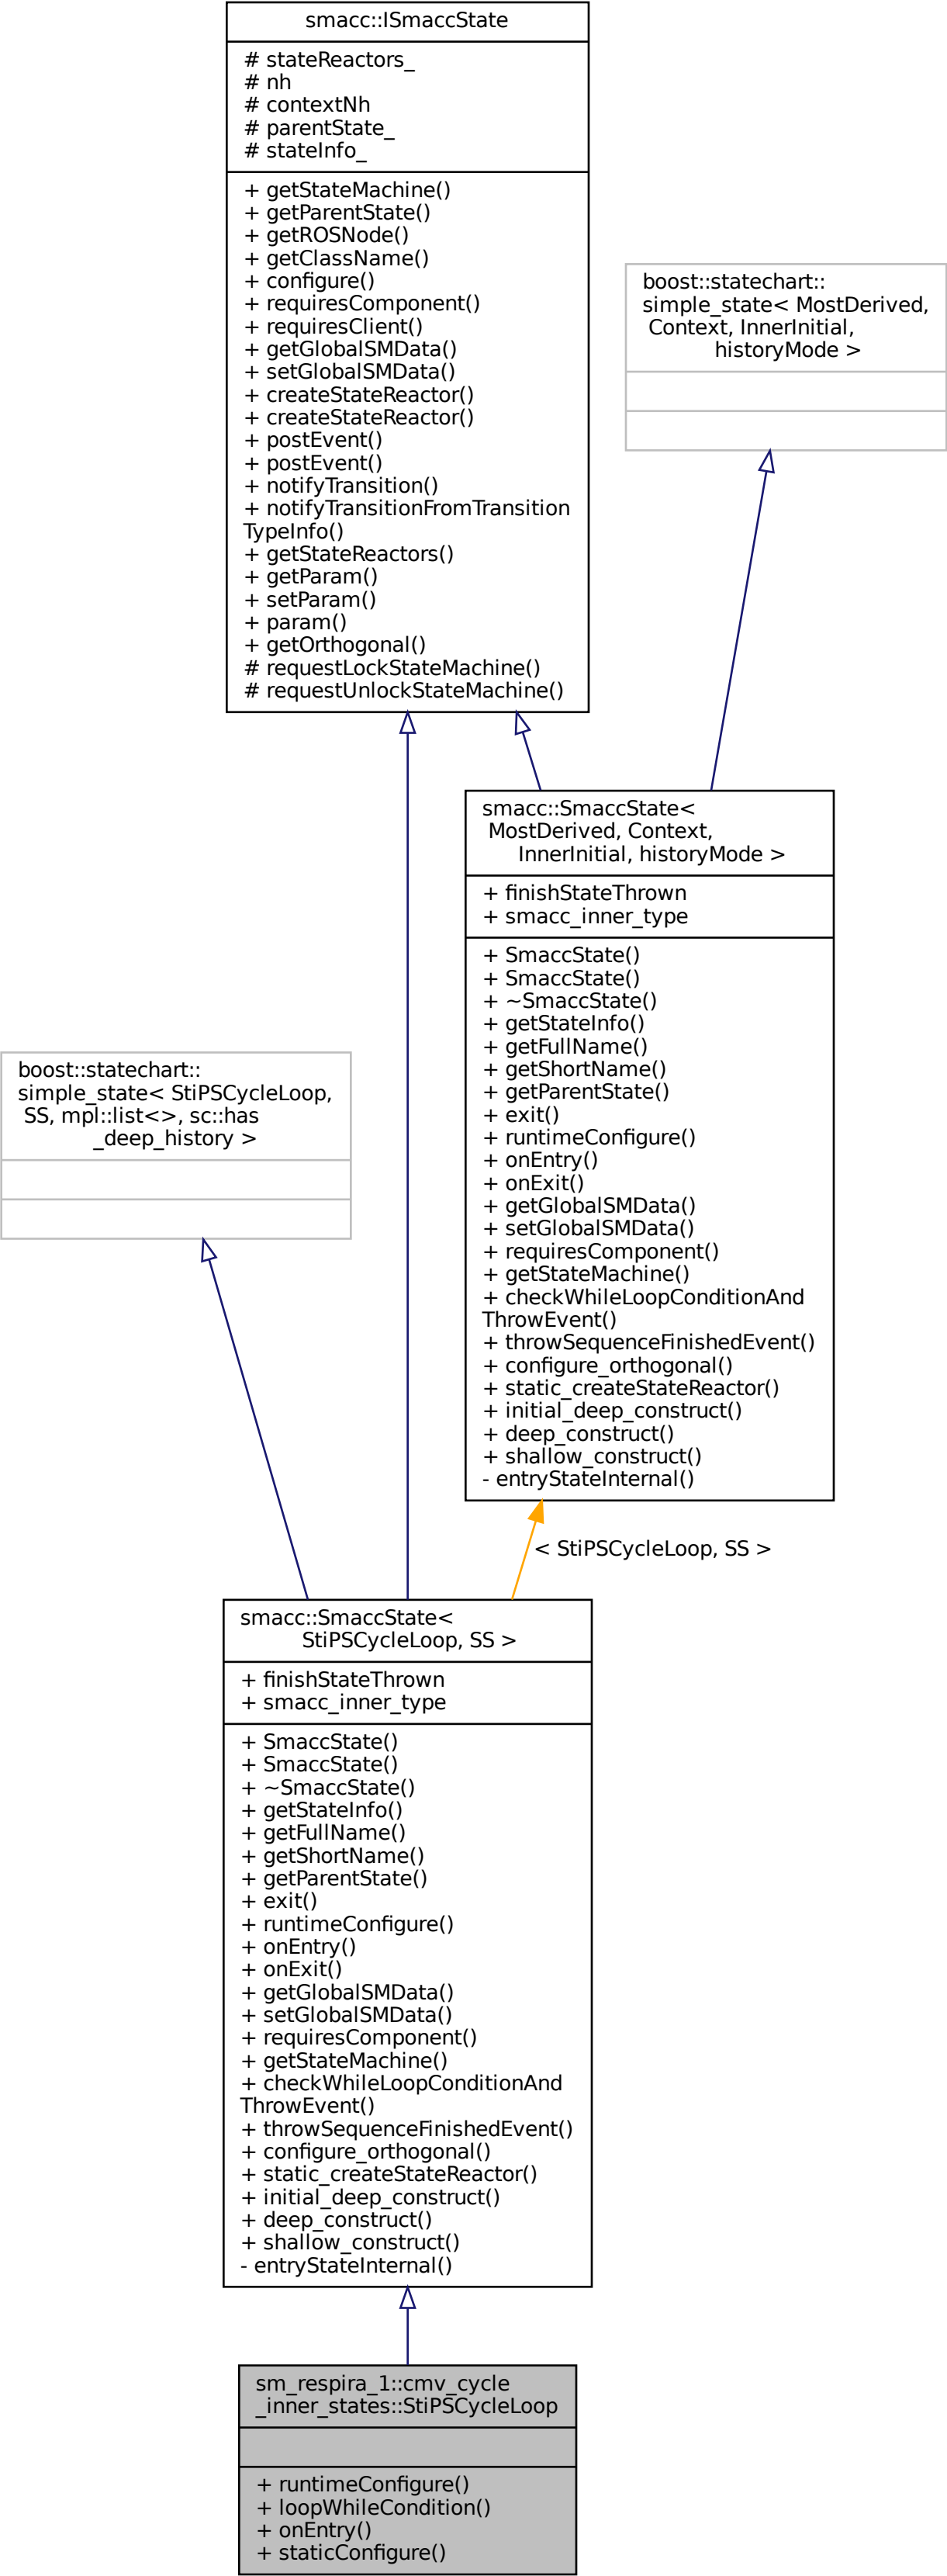 smacc::ISmaccState
# stateReactors_
# nh
# contextNh
# parentState_
# stateInfo_
+ getStateMachine()
+ getParentState()
+ getROSNode()
+ getClassName()
+ configure()
+ requiresComponent()
+ requiresClient()
+ getGlobalSMData()
+ setGlobalSMData()
+ createStateReactor()
+ createStateReactor()
+ postEvent()
+ postEvent()
+ notifyTransition()
+ notifyTransitionFromTransition
TypeInfo()
+ getStateReactors()
+ getParam()
+ setParam()
+ param()
+ getOrthogonal()
# requestLockStateMachine()
# requestUnlockStateMachine()
boost::statechart::
simple_state< MostDerived,
Context, InnerInitial,
historyMode >
smacc::SmaccState<
MostDerived, Context,
InnerInitial, historyMode >
+ finishStateThrown
+ smacc_inner_type
+ SmaccState()
+ SmaccState()
+ ~SmaccState()
+ getStateInfo()
+ getFullName()
+ getShortName()
+ getParentState()
+ exit()
+ runtimeConfigure()
+ onEntry()
+ onExit()
+ getGlobalSMData()
+ setGlobalSMData()
+ requiresComponent()
+ getStateMachine()
+ checkWhileLoopConditionAnd
ThrowEvent()
+ throwSequenceFinishedEvent()
+ configure_orthogonal()
+ static_createStateReactor()
+ initial_deep_construct()
+ deep_construct()
+ shallow_construct()
- entryStateInternal()
boost::statechart::
simple_state< StiPSCycleLoop,
SS, mpl::list<>, sc::has
_deep_history >
< StiPSCycleLoop, SS >
smacc::SmaccState<
StiPSCycleLoop, SS >
+ finishStateThrown
+ smacc_inner_type
+ SmaccState()
+ SmaccState()
+ ~SmaccState()
+ getStateInfo()
+ getFullName()
+ getShortName()
+ getParentState()
+ exit()
+ runtimeConfigure()
+ onEntry()
+ onExit()
+ getGlobalSMData()
+ setGlobalSMData()
+ requiresComponent()
+ getStateMachine()
+ checkWhileLoopConditionAnd
ThrowEvent()
+ throwSequenceFinishedEvent()
+ configure_orthogonal()
+ static_createStateReactor()
+ initial_deep_construct()
+ deep_construct()
+ shallow_construct()
- entryStateInternal()
sm_respira_1::cmv_cycle
_inner_states::StiPSCycleLoop
+ runtimeConfigure()
+ loopWhileCondition()
+ onEntry()
+ staticConfigure()